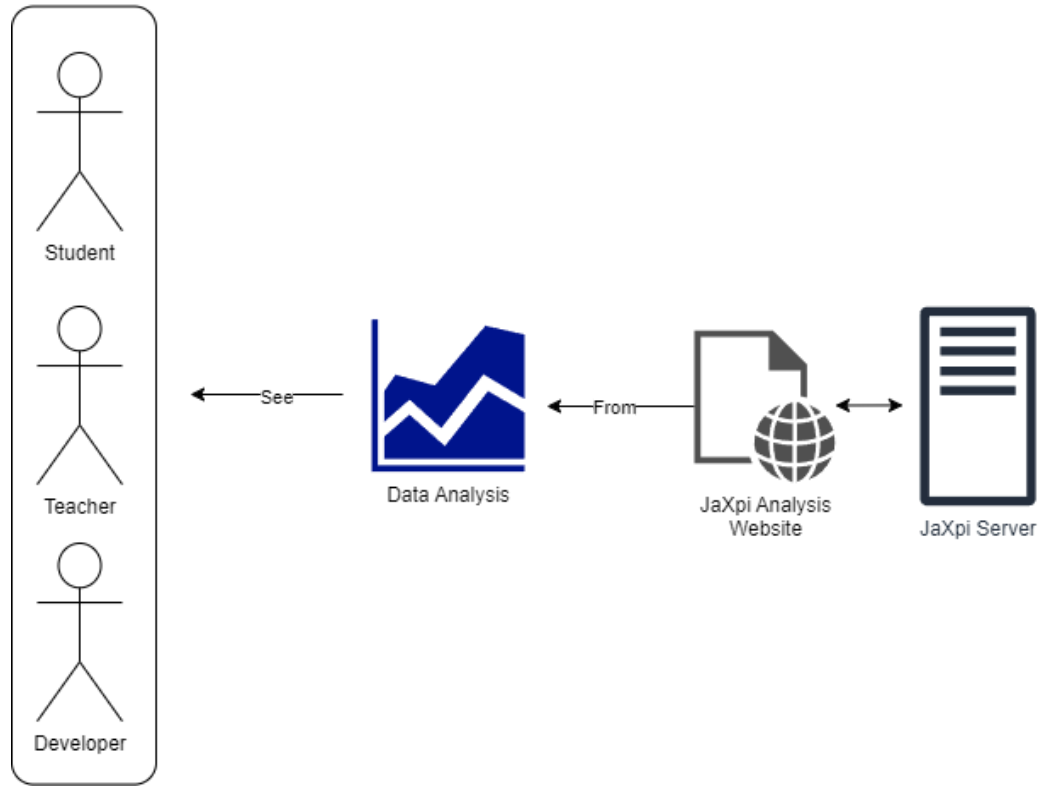 Student
Teacher
Developer
See
Data Analysis
From
JaXpi Analysis
Website
JaXpi Server